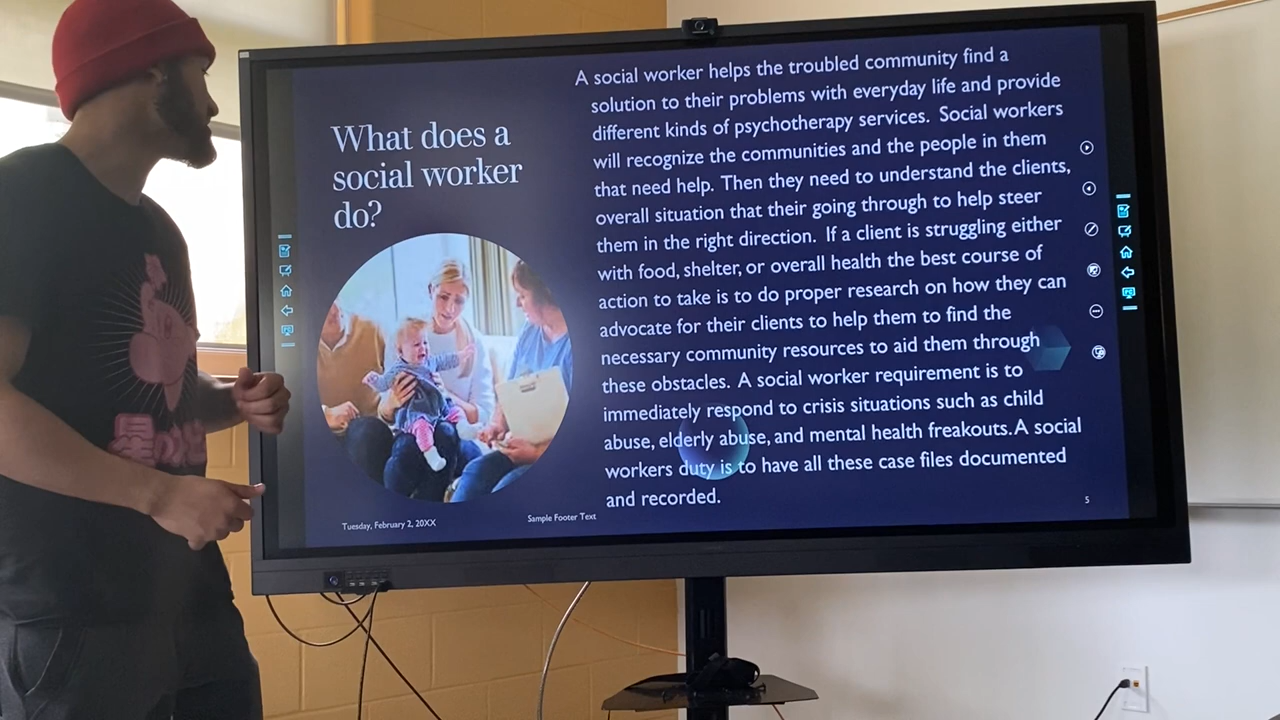 What does a
social worker
do?
A social worker helps the troubled community find a
solution to their problems with everyday life and provide
different kinds of psychotherapy services. Social workers
will recognize the communities and the people in them
that need help. Then they need to understand the clients,
overall situation that their going through to help steer
them in the right direction. If a client is struggling either
with food, shelter, or overall health the best course of
action to take is to do proper research on how they can
advocate for their clients to help them to find the
necessary community resources to aid them through
these obstacles. A social worker requirement is to
immediately respond to crisis situations such as child
abuse, elderly abuse, and mental health freakouts.A social
workers duty is to have all these case files documented
and recorded.
Tuesday, February 2, 20XX
Sample Footer Text
5